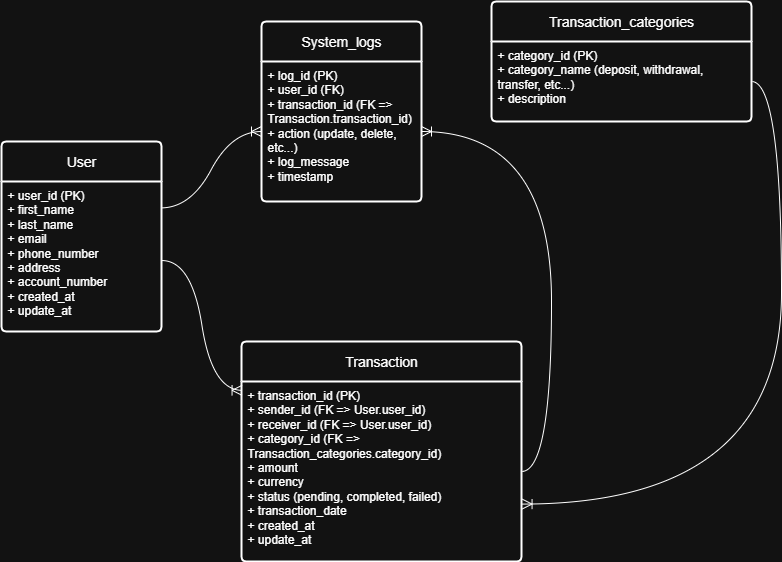 System_logs
+ log_id (PK)
+ user_id (FK)
+ transaction_id (FK =>
Transaction.transaction_id)
+ action (update, delete,
etc...)
+ log_message
+ timestamp
Transaction_categories
+ category_id (PK)
+ category_name (deposit, withdrawal,
transfer, etc...)
+ description
User
+ user_id (PK)
+ first_name
+ last_name
+ email
+ phone_number
+ address
+ account_number
+ created_at
+ update_at
Transaction
+ transaction_id (PK)
+ sender_id (FK => User.user_id)
+ receiver_id (FK => User.user_id)
+ category_id (FK =>
Transaction_categories.category_id)
+ amount
+ currency
+ status (pending, completed, failed)
+ transaction_date
+ created_at
+ update_at